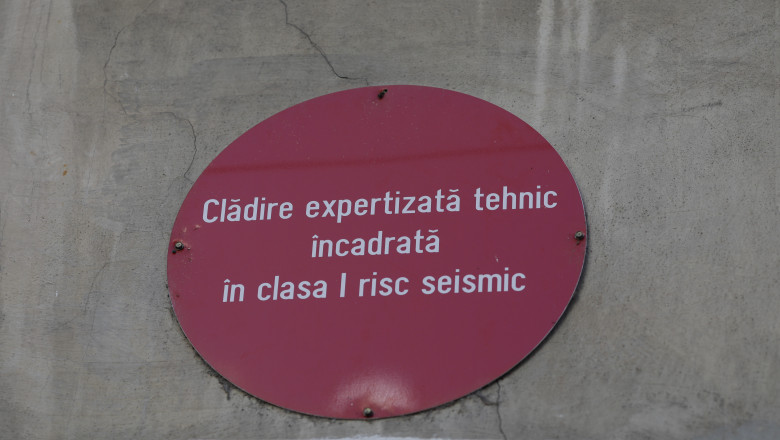 Clădire expertizată tehnic
încadrată
în clasa I risc seismic